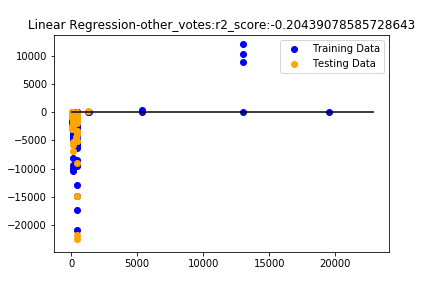 Linear Regression-other_votes:r2_score:-0.20439078585728643
Training Data
Testing Data
10000
5000
0
−5000
−10000
−15000
−20000
0 5000 10000 15000 20000